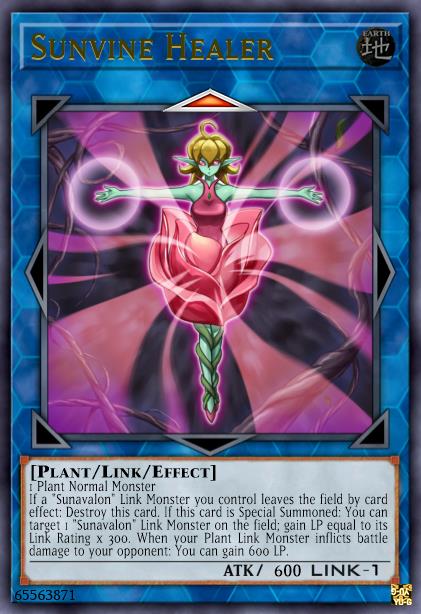 SUNVINE HEALER
EARTH
地
[PLANT/LINK/EFFECT]
1 Plant Normal Monster
If a "Sunavalon" Link Monster you control leaves the field by card
effect: Destroy this card. If this card is Special Summoned: You can
target 1 "Sunavalon" Link Monster on the field; gain LP equal to its
Link Rating x 300. When your Plant Link Monster inflicts battle
damage to your opponent: You can gain 600 LP.
ATK/ 600 LINK-1
65563871